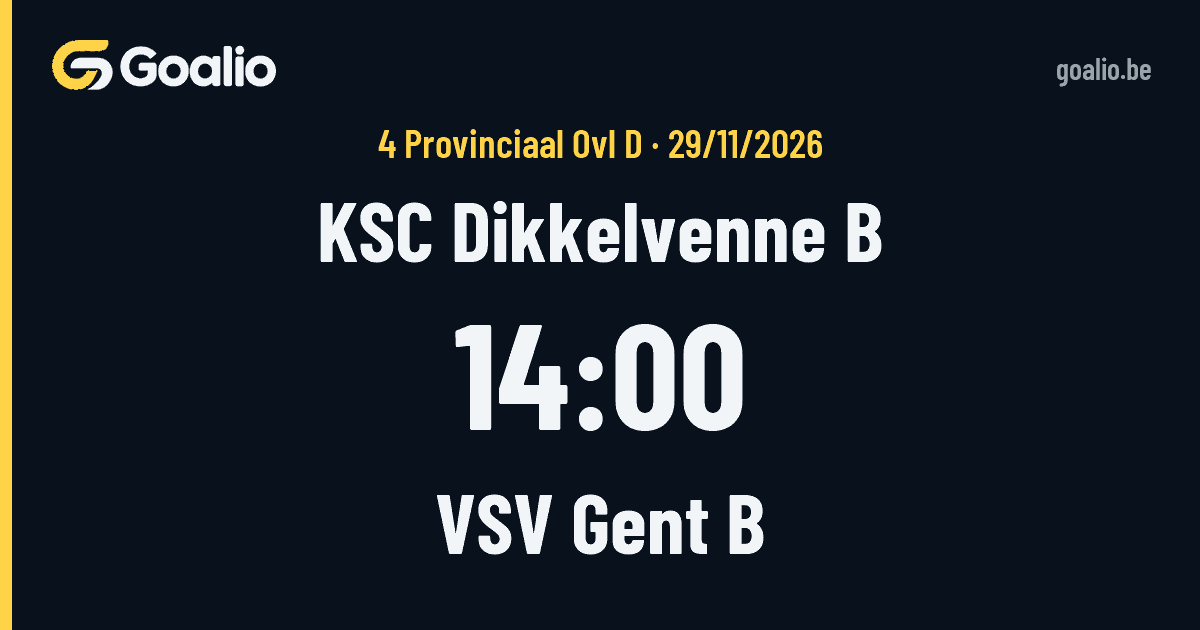 Goalio
goalio.be
4 Provinciaal Ovl D · 29/11/2026
KSC Dikkelvenne B
14:00
VSV Gent B